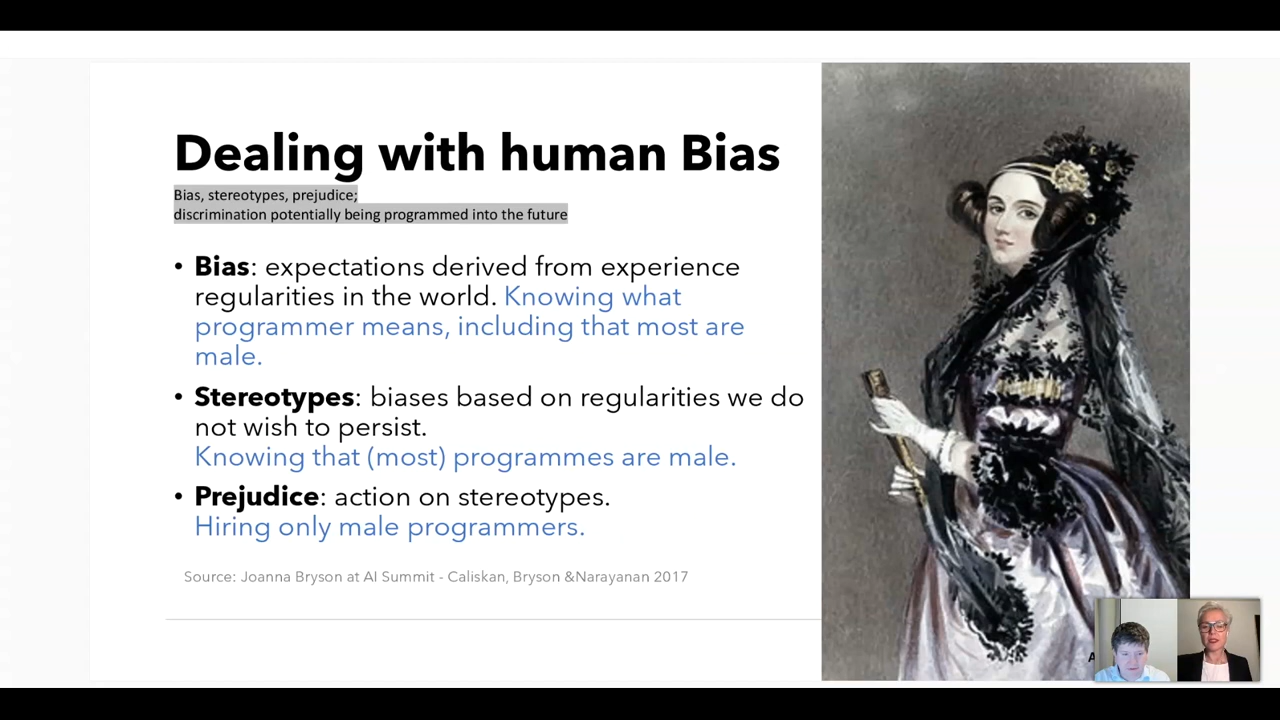 Dealing with human Bias
Bias, stereotypes, prejudice;
discrimination potentially being programmed into the future
• Bias: expectations derived from experience
regularities in the world. Knowing what
programmer means, including that most are
male.
• Stereotypes: biases based on regularities we do
not wish to persist.
Knowing that (most) programmes are male.
• Prejudice: action on stereotypes.
Hiring only male programmers.
Source: Joanna Bryson at AI Summit - Caliskan, Bryson &Narayanan 2017